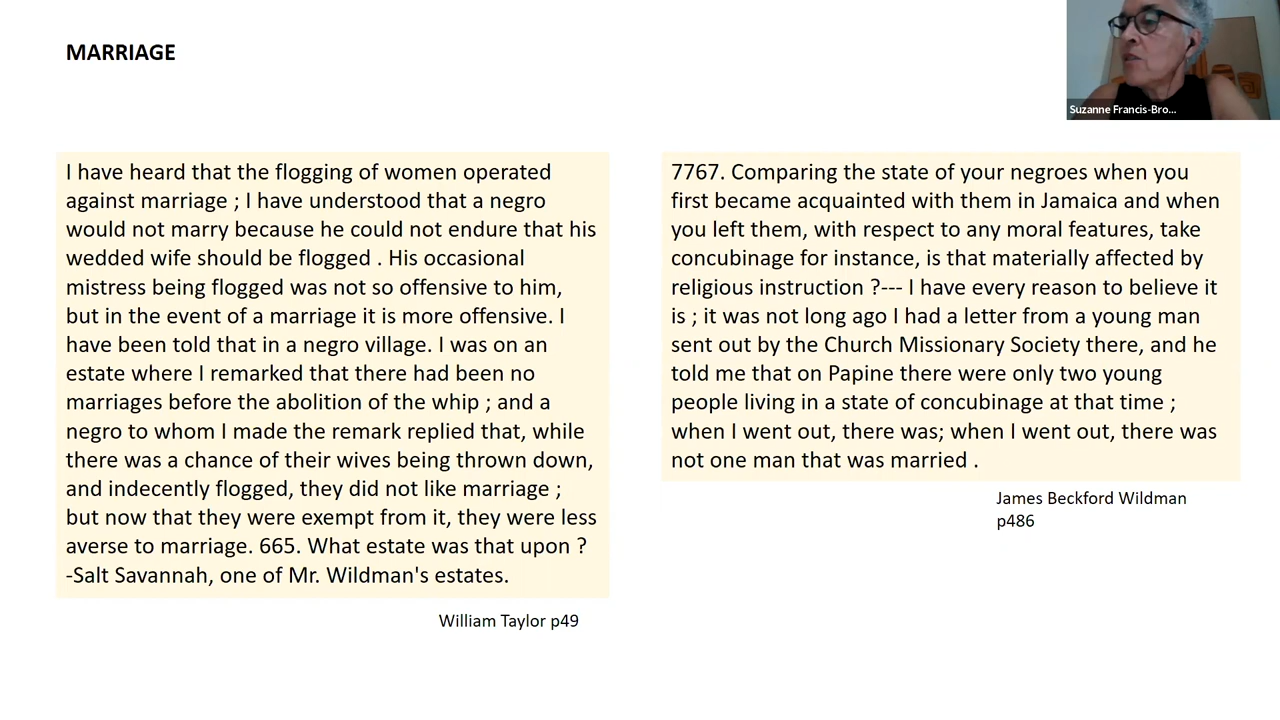 MARRIAGE
Suzanne Francis-Bro...
I have heard that the flogging of women operated
against marriage ; I have understood that a negro
would not marry because he could not endure that his
wedded wife should be flogged . His occasional
mistress being flogged was not so offensive to him,
but in the event of a marriage it is more offensive. I
have been told that in a negro village. I was on an
estate where I remarked that there had been no
marriages before the abolition of the whip ; and a
negro to whom I made the remark replied that, while
there was a chance of their wives being thrown down,
and indecently flogged, they did not like marriage ;
but now that they were exempt from it, they were less
averse to marriage. 665. What estate was that upon ?
-Salt Savannah, one of Mr. Wildman's estates.
William Taylor p49
7767. Comparing the state of your negroes when you
first became acquainted with them in Jamaica and when
you left them, with respect to any moral features, take
concubinage for instance, is that materially affected by
religious instruction ?--- I have every reason to believe it
is ; it was not long ago I had a letter from a young man
sent out by the Church Missionary Society there, and he
told me that on Papine there were only two young
people living in a state of concubinage at that time ;
when I went out, there was; when I went out, there was
not one man that was married .
James Beckford Wildman
p486